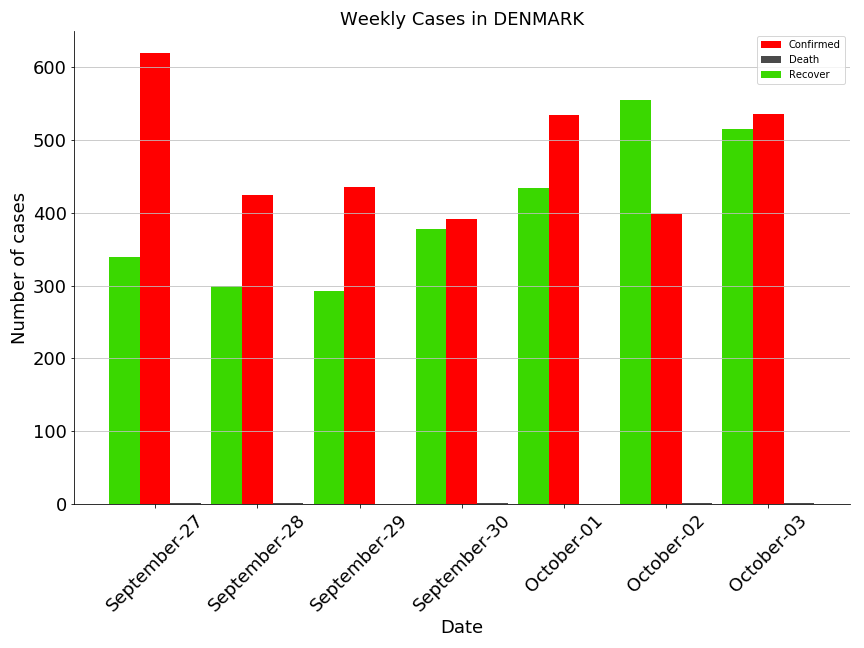 Weekly Cases in DENMARK
Confirmed
Death
Recover
Number of cases
600
500
400
300
200
100
0
September-27
September-28
September-29
September-30
October-01
October-02
October-03
Date